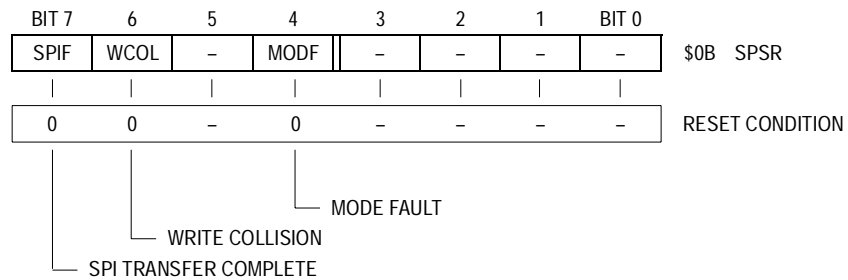 BIT 7 6 5 4 3 2 1 BIT 0
SPIF WCOL – MODF – – – – $0B SPSR
0 0 – 0 – – – – RESET CONDITION
MODE FAULT
WRITE COLLISION
SPI TRANSFER COMPLETE